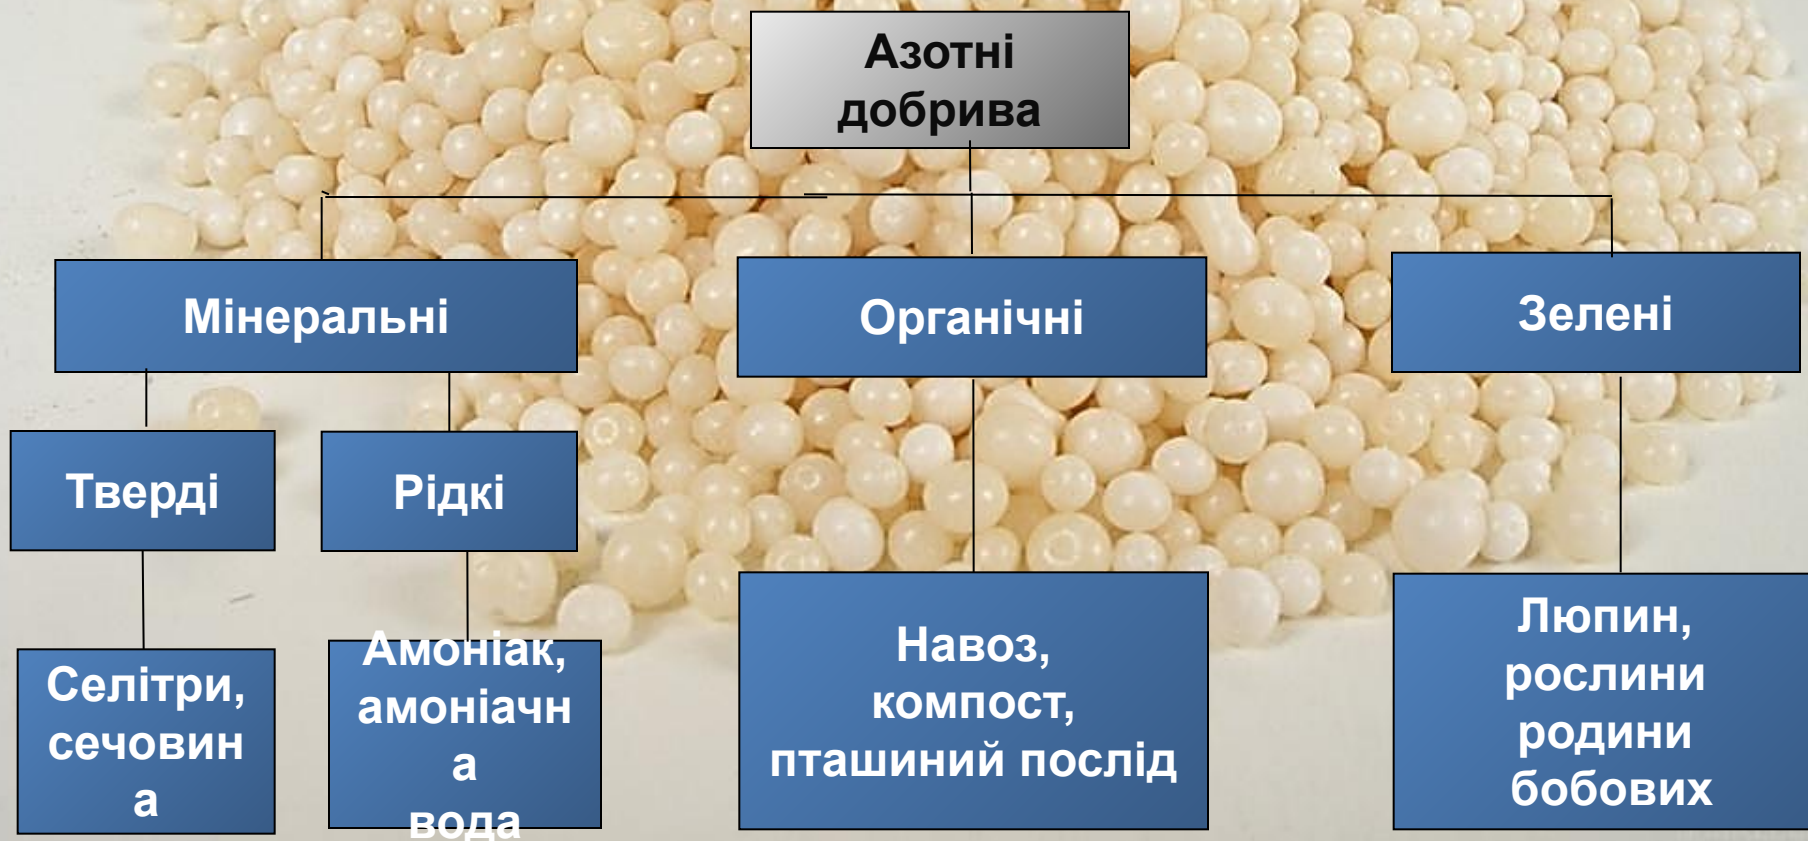 Азотні
добрива
Мінеральні
Органічні
Зелені
Тверді
Рідкі
Селітри,
сечовин
а
Амоніак,
амоніачн
а
вода
Навоз,
компост,
пташиний послід
Люпин,
рослини
родини
бобових